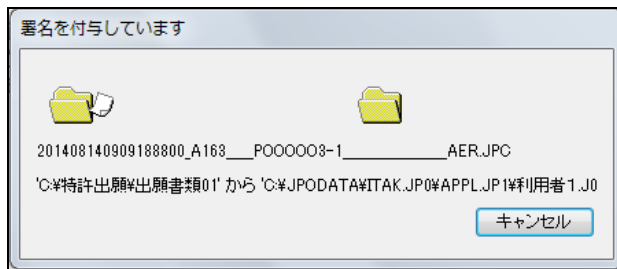 署名を付与しています
201408140909188800_A163___POOOOO3-1__________AER.JPC
'C:¥特許出願¥出願書類01' から 'C:¥JPODATA¥ITAK.JP0¥APPL.JP1¥利用者1.J0
キャンセル